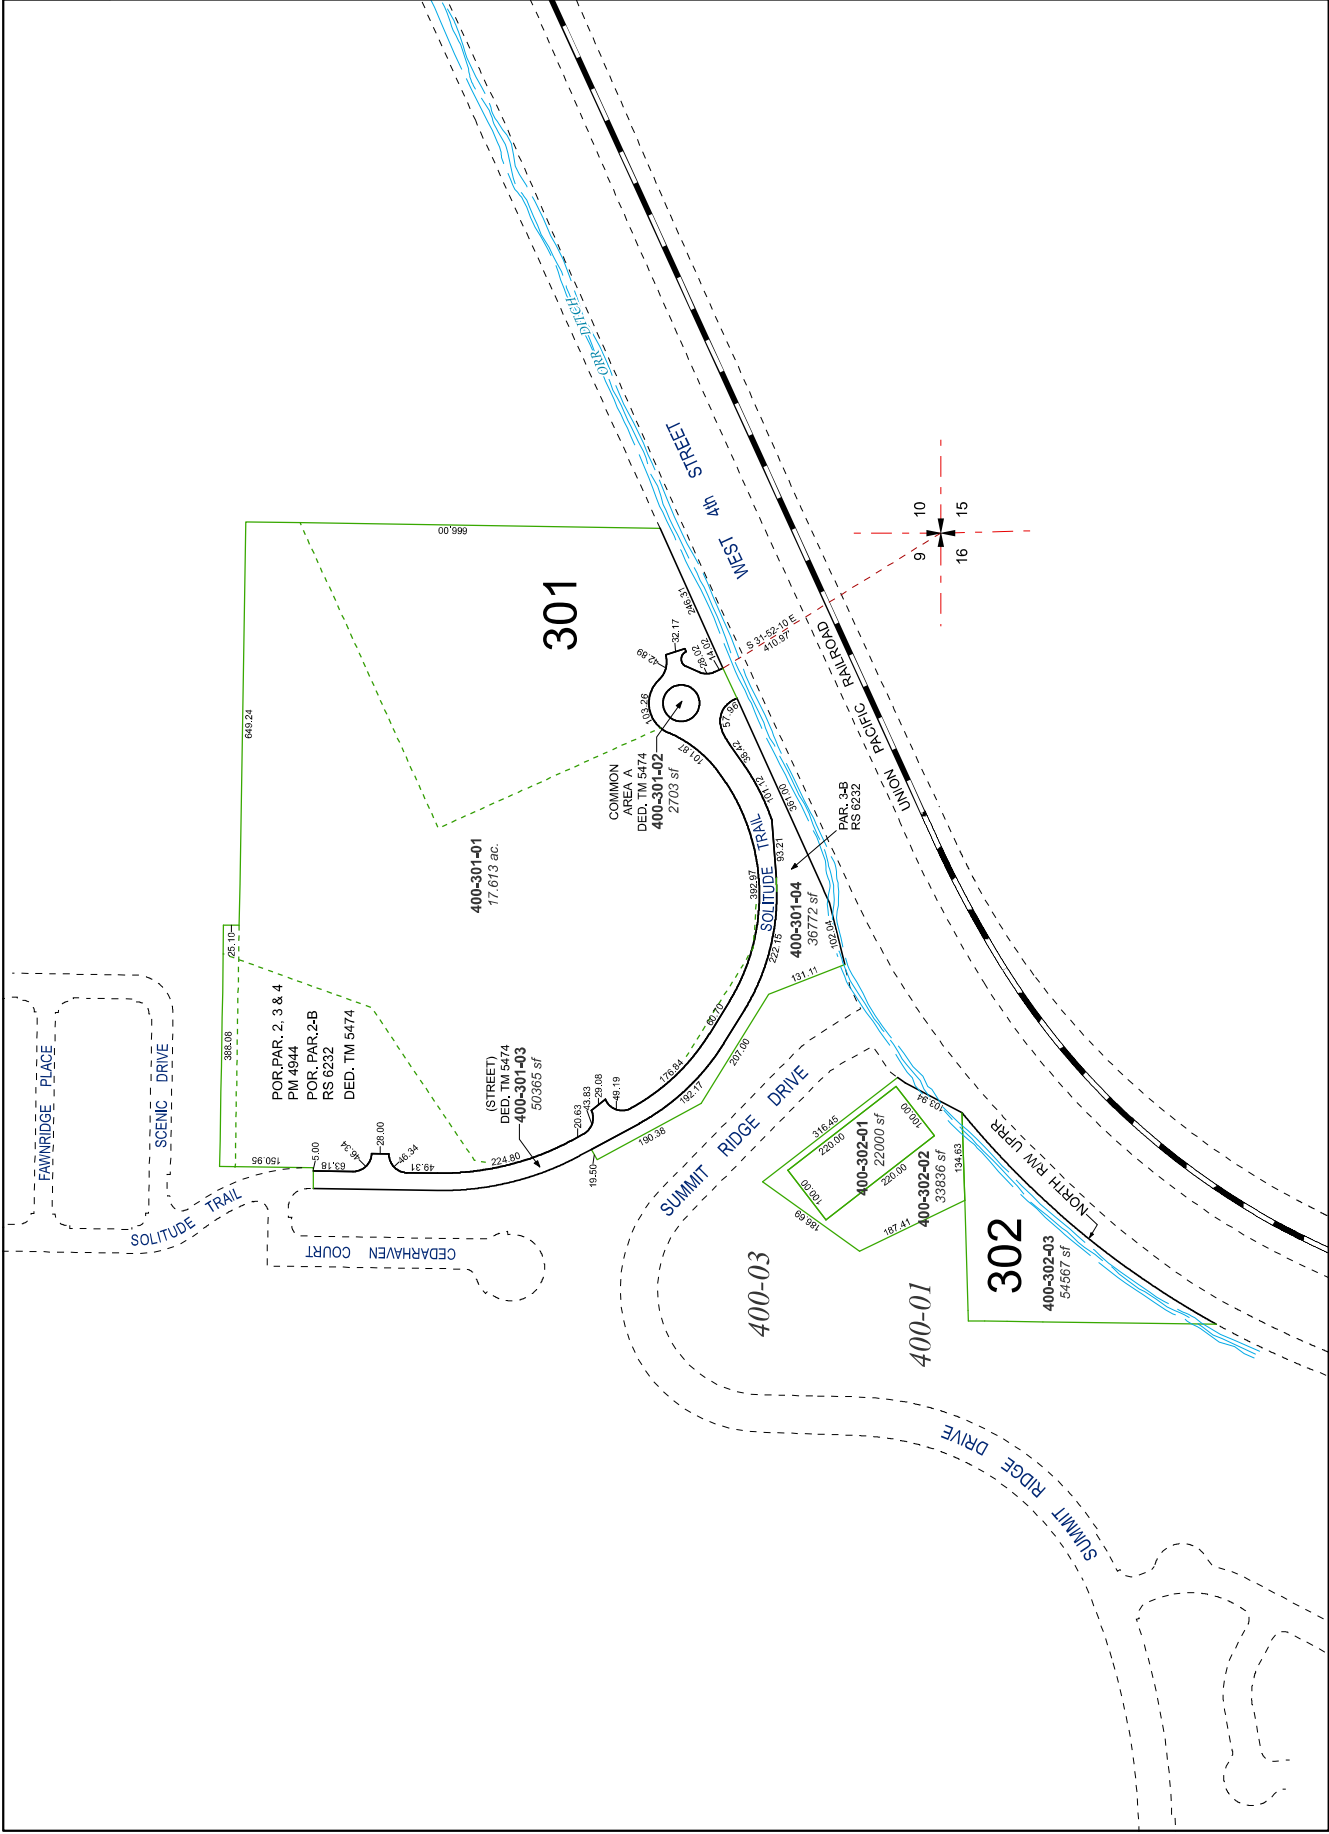 FAWNRIDGE PLACE
SCENIC DRIVE
SOLITUDE TRAIL
CEDARHAVEN COURT
388.08
25.10
150.95
649.24
666.00
301
POR.PAR. 2, 3 & 4
PM 4944
POR. PAR.2-B
RS 6232
DED. TM 5474
400-301-01
17.613 ac.
5.00
63.18
46.34
28.00
46.34
49.31
224.80
(STREET)
DED. TM 5474
400-301-03
50365 sf
20.63
43.83
29.08
49.19
19.50
190.38
192.17
176.84
60.70
207.00
131.11
COMMON
AREA A
DED. TM 5474
400-301-02
2703 sf
42.89
32.17
103.26
101.87
28.02
14.02
246.31
57.96
38.42
101.12
93.21
392.97
222.15
SOLITUDE TRAIL
361.00
102.04
400-301-04
36772 sf
PAR. 3-B
RS 6232
ORR DITCH
WEST 4th STREET
UNION PACIFIC RAILROAD
S 31-52-10 E
410.97
9
10
16
15
SUMMIT RIDGE DRIVE
316.45
220.00
100.00
100.00
220.00
400-302-01
22000 sf
400-302-02
33836 sf
186.69
187.41
103.94
134.63
302
400-302-03
54567 sf
NORTH R/W UPRR
400-03
400-01
SUMMIT RIDGE DRIVE